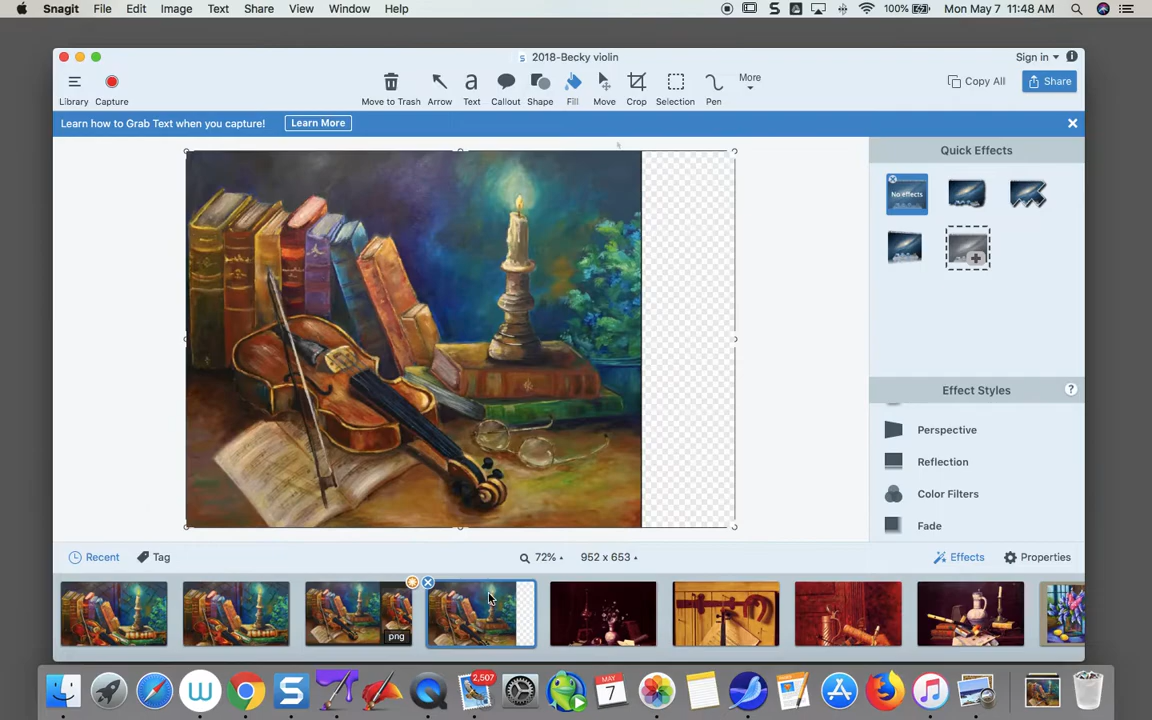 Snagit File Edit Image Text Share View Window Help 100% Mon May 7 11:48 AM
2018-Becky violin
Sign in
Library Capture Move to Trash Arrow Text Callout Shape Fill Move Crop Selection Pen More Copy All Share
Learn how to Grab Text when you capture! Learn More
Quick Effects
No effects
Effect Styles ?
Perspective
Reflection
Color Filters
Fade
Recent Tag 72% 952 x 653 Effects Properties
png
2,507
MAY
7